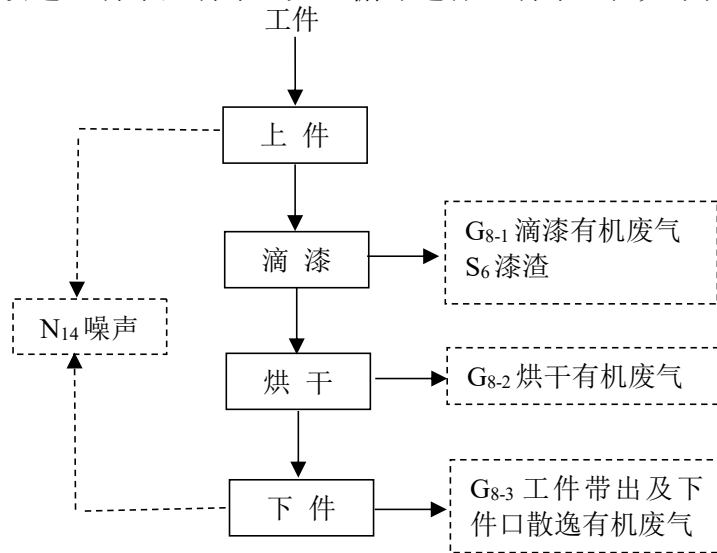 工件
上 件
G8-1 滴漆有机废气
S6 漆渣
滴 漆
N14 噪声
烘 干
G8-2 烘干有机废气
下 件
G8-3 工件带出及下
件口散逸有机废气